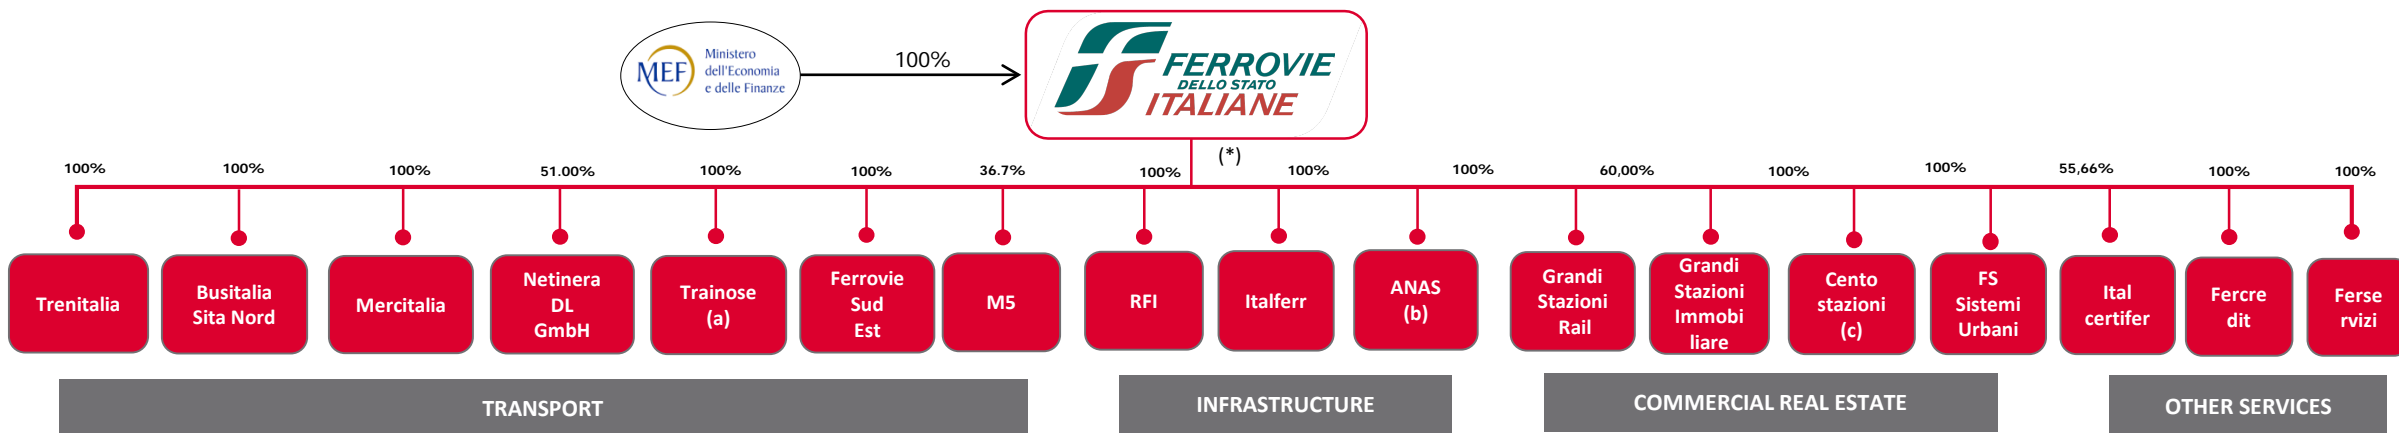 MEF
Ministero
dell'Economia
e delle Finanze
100%
FERROVIE
DELLO STATO
ITALIANE
(*)
100%
100%
100%
51.00%
100%
100%
36.7%
100%
100%
100%
60,00%
100%
100%
55,66%
100%
100%
Trenitalia
Busitalia
Sita Nord
Mercitalia
Netinera
DL
GmbH
Trainose
(a)
Ferrovie
Sud
Est
M5
RFI
Italferr
ANAS
(b)
Grandi
Stazioni
Rail
Grandi
Stazioni
Immobi
liare
Cento
stazioni
(c)
FS
Sistemi
Urbani
Ital
certifer
Fercre
dit
Ferse
rvizi
TRANSPORT
INFRASTRUCTURE
COMMERCIAL REAL ESTATE
OTHER SERVICES